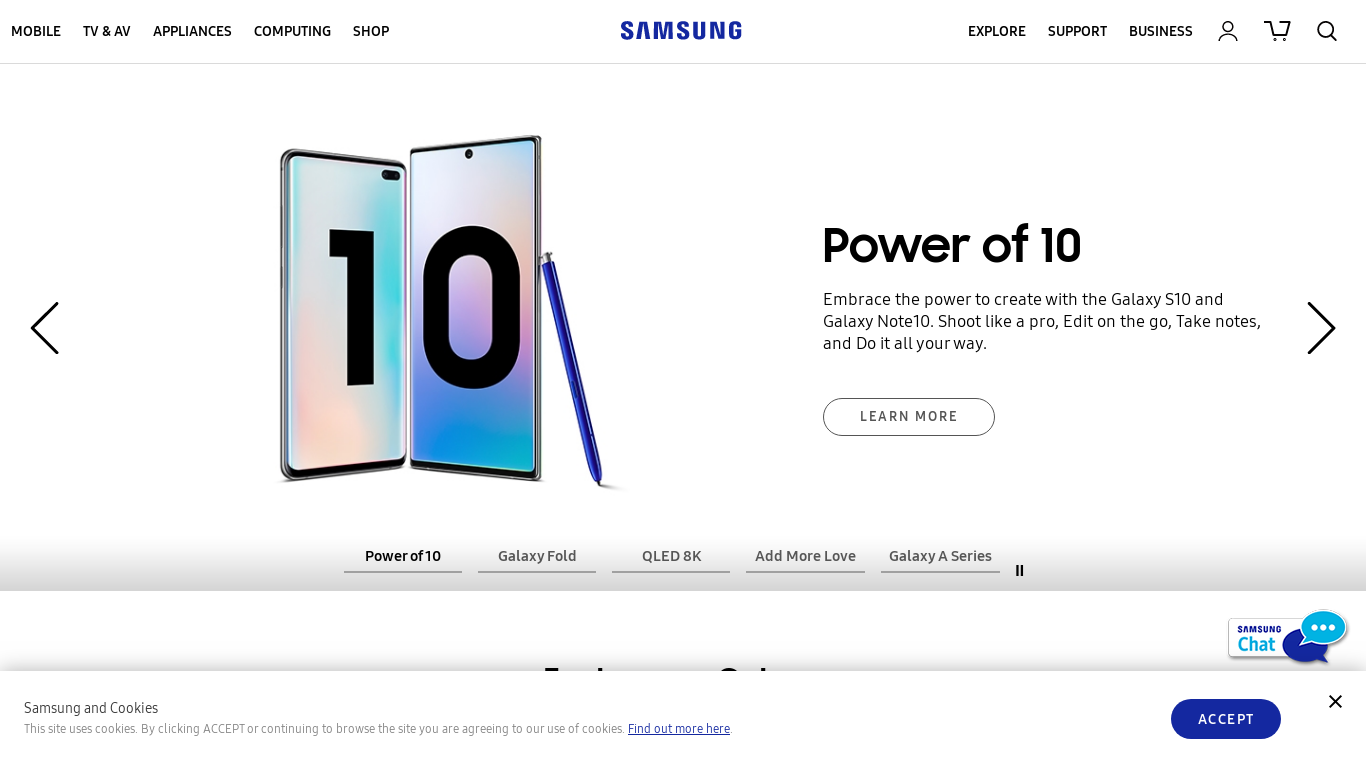 MOBILE TV & AV APPLIANCES COMPUTING SHOP SAMSUNG EXPLORE SUPPORT BUSINESS
10
Power of 10
Embrace the power to create with the Galaxy S10 and
Galaxy Note10. Shoot like a pro, Edit on the go, Take notes,
and Do it all your way.
LEARN MORE
Power of 10 Galaxy Fold QLED 8K Add More Love Galaxy A Series
SAMSUNG
Chat
Samsung and Cookies
This site uses cookies. By clicking ACCEPT or continuing to browse the site you are agreeing to our use of cookies. Find out more here.
ACCEPT